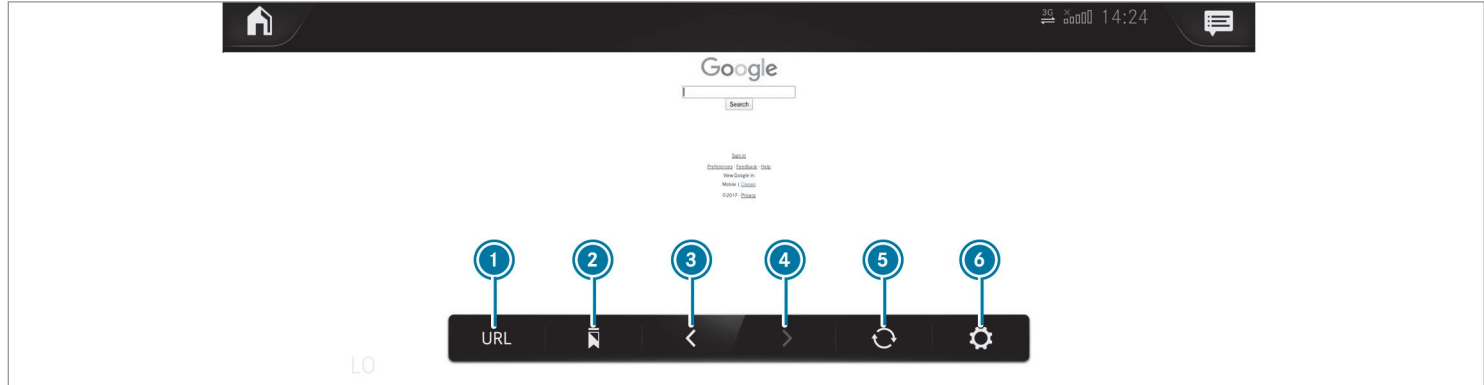 3G 14:24
Google
Search
Sign in
Preferences - Feedback - Help
View Google in:
Mobile | Classic
©2017 - Privacy
1 2 3 4 5 6
URL
LO